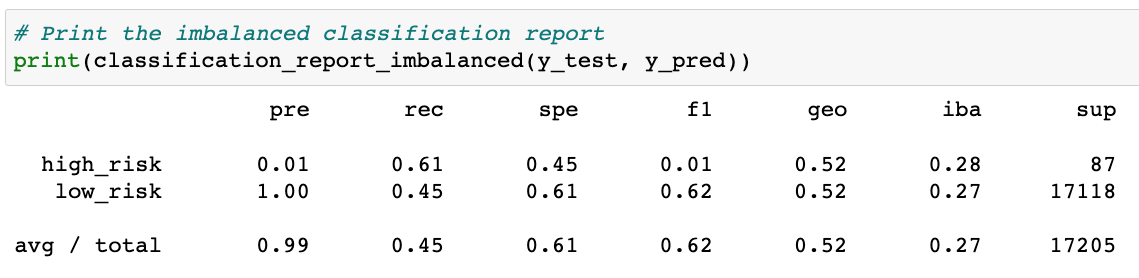 # Print the imbalanced classification report
print(classification_report_imbalanced(y_test, y_pred))
pre rec spe f1 geo iba sup
high_risk 0.01 0.61 0.45 0.01 0.52 0.28 87
low_risk 1.00 0.45 0.61 0.62 0.52 0.27 17118
avg / total 0.99 0.45 0.61 0.62 0.52 0.27 17205